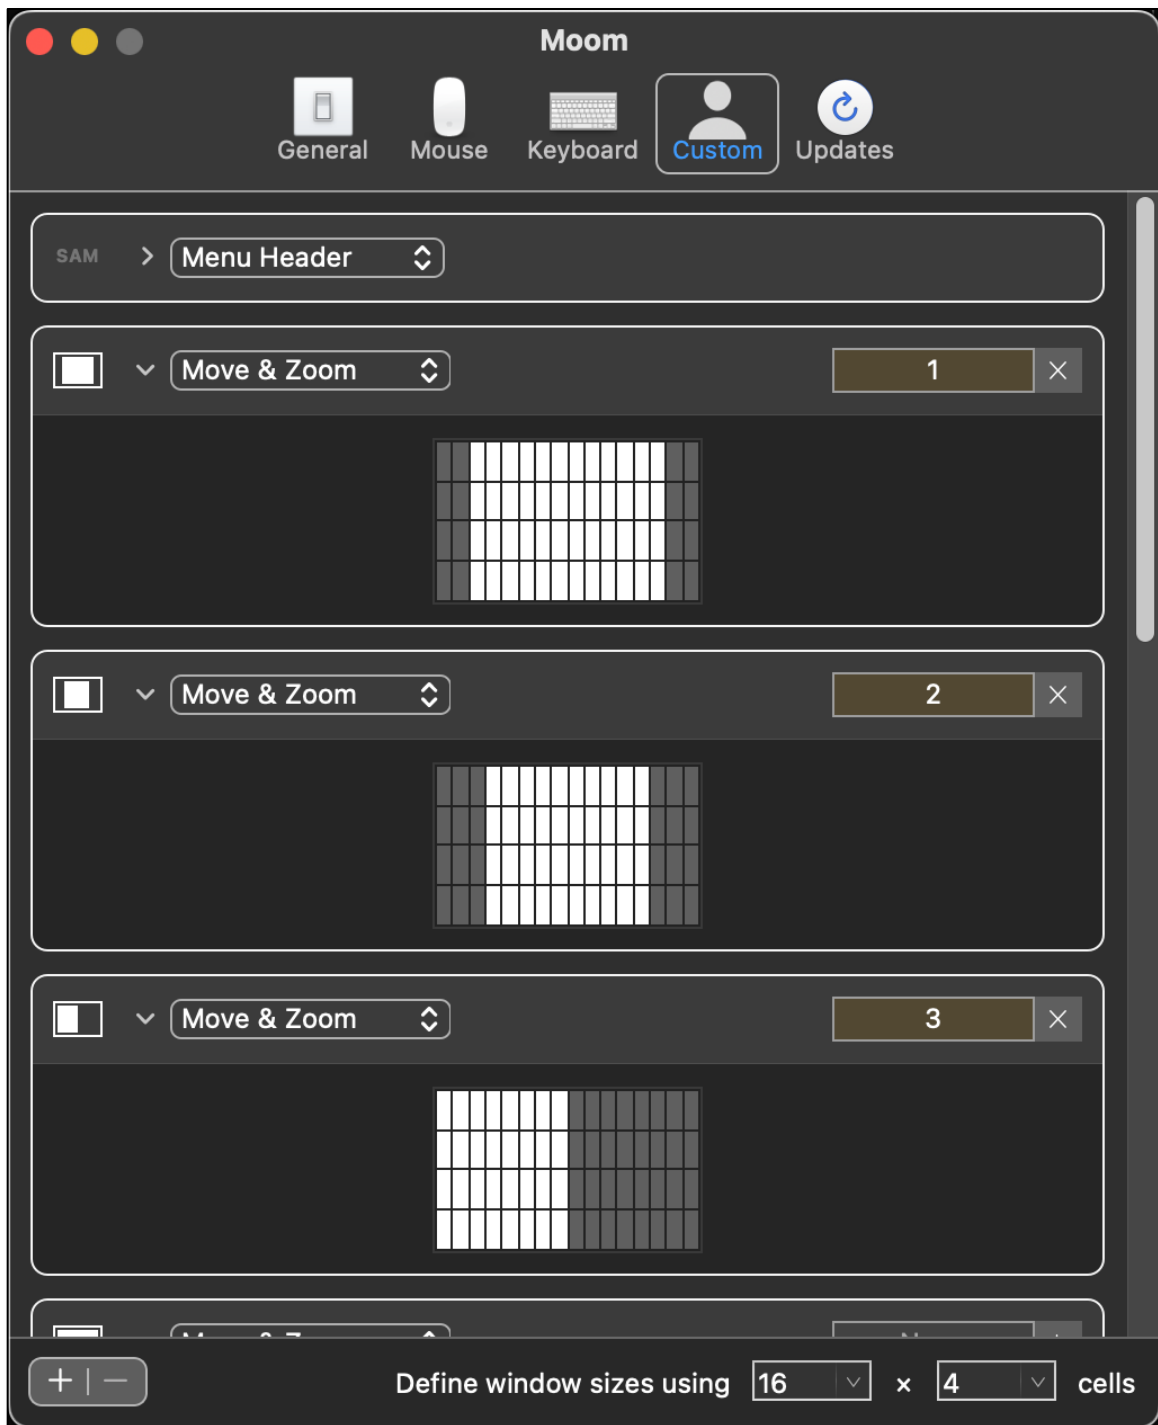 Moom
General Mouse Keyboard Custom Updates
SAM Menu Header
Move & Zoom 1
Move & Zoom 2
Move & Zoom 3
Define window sizes using 16 × 4 cells